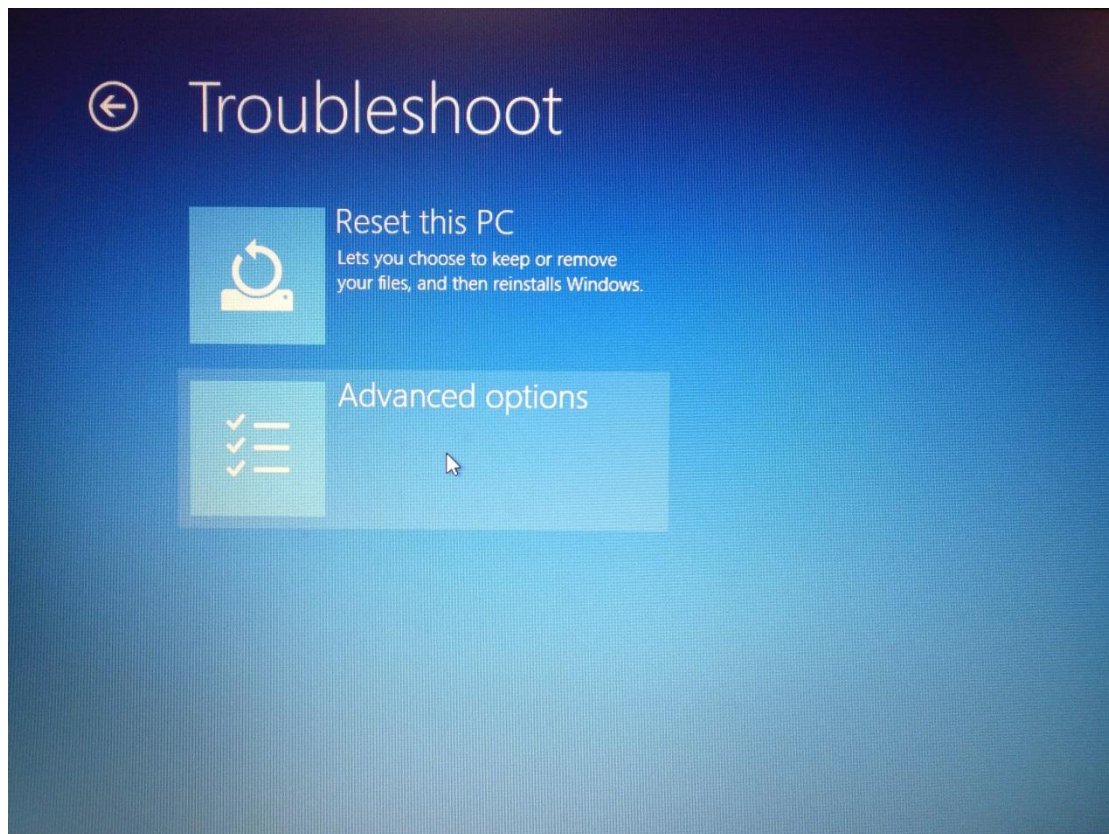 Troubleshoot
Reset this PC
Lets you choose to keep or remove
your files, and then reinstalls Windows.
Advanced options